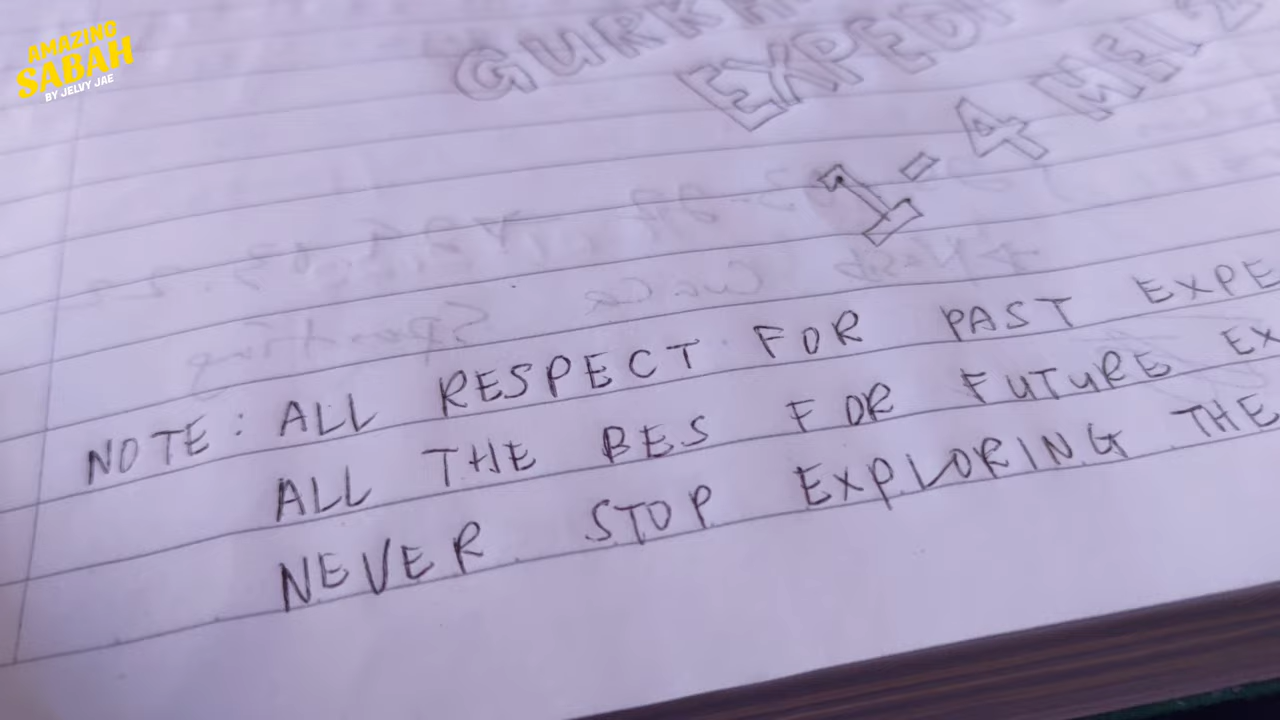 AMAZING
SABAH
BY JELVY JAE
GURK
EXPEDI
1 - 4 MEI 2
NOTE: ALL RESPECT FOR PAST EXPE
ALL THE BES FOR FUTURE EX
NEVER STOP EXPLORING THE